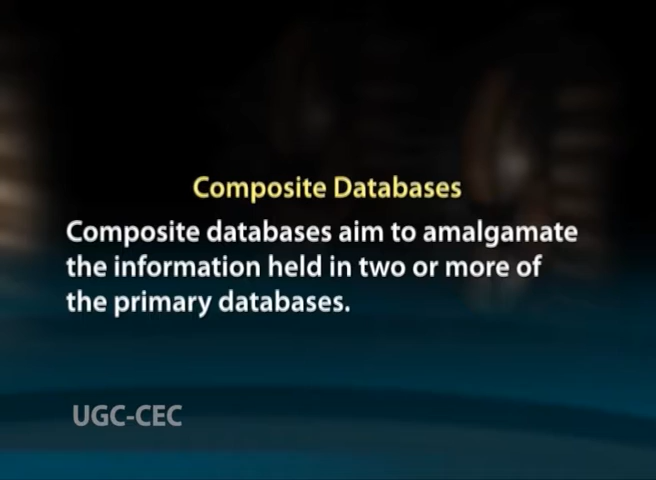 Composite Databases
Composite databases aim to amalgamate
the information held in two or more of
the primary databases.
UGC-CEC